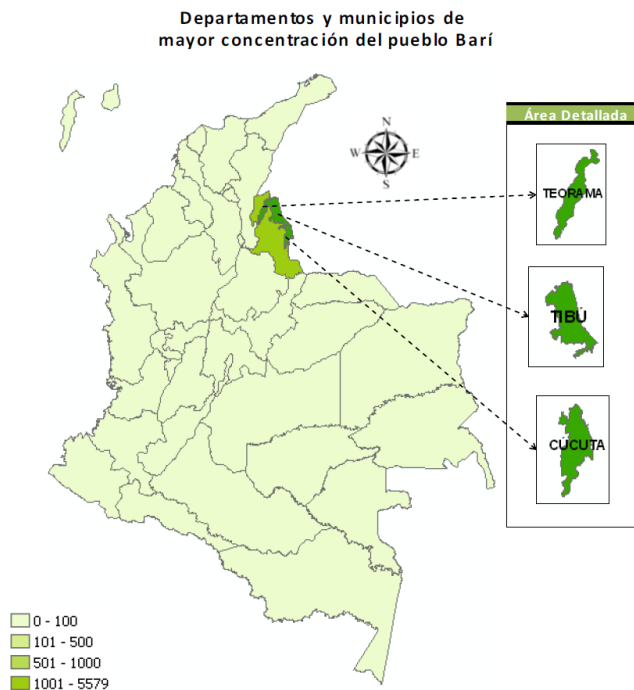 Departamentos y municipios de
mayor concentración del pueblo Barí
Área Detallada
N
W E
S
TEORAMA
TIBÚ
CÚCUTA
0 - 100
101 - 500
501 - 1000
1001 - 5579